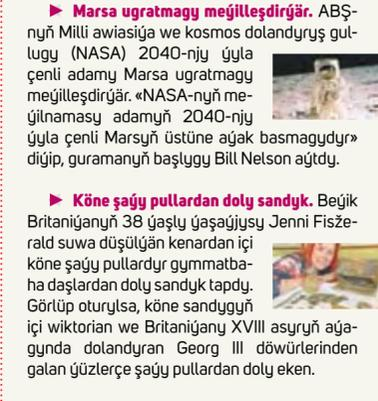 ► Marsa ugratmagy meýilleşdirýär. ABŞ-
nyň Milli awiasiýa we kosmos dolandyryş gul-
lugy (NASA) 2040-njy ýyla
çenli adamy Marsa ugratmagy
meýilleşdirýär. «NASA-nyň me-
ýilnamasy adamyň 2040-njy
ýyla çenli Marsyň üstüne aýak basmagydyr»
diýip, guramanyň başlygy Bill Nelson aýtdy.
► Köne şaýy pullardan doly sandyk. Beýik
Britaniýanyň 38 ýaşly ýaşaýjysy Jenni Fisže-
rald suwa düşülýän kenardan içi
köne şaýy pullardyr gymmatba-
ha daşlardan doly sandyk tapdy.
Görlüp oturylsa, köne sandygyň
içi wiktorian we Britaniýany XVIII asyryň aýa-
gynda dolandyran Georg III döwürlerinden
galan ýüzlerçe şaýy pullardan doly eken.